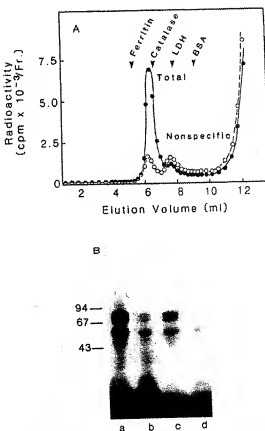 A
Ferritin
Catalase
LDH
BSA
Total
Nonspecific
Radioactivity
(cpm x 10⁻³/Fr.)
7.5
5.0
2.5
0
2 4 6 8 10 12
Elution Volume (ml)
B
94
67
43
a b c d